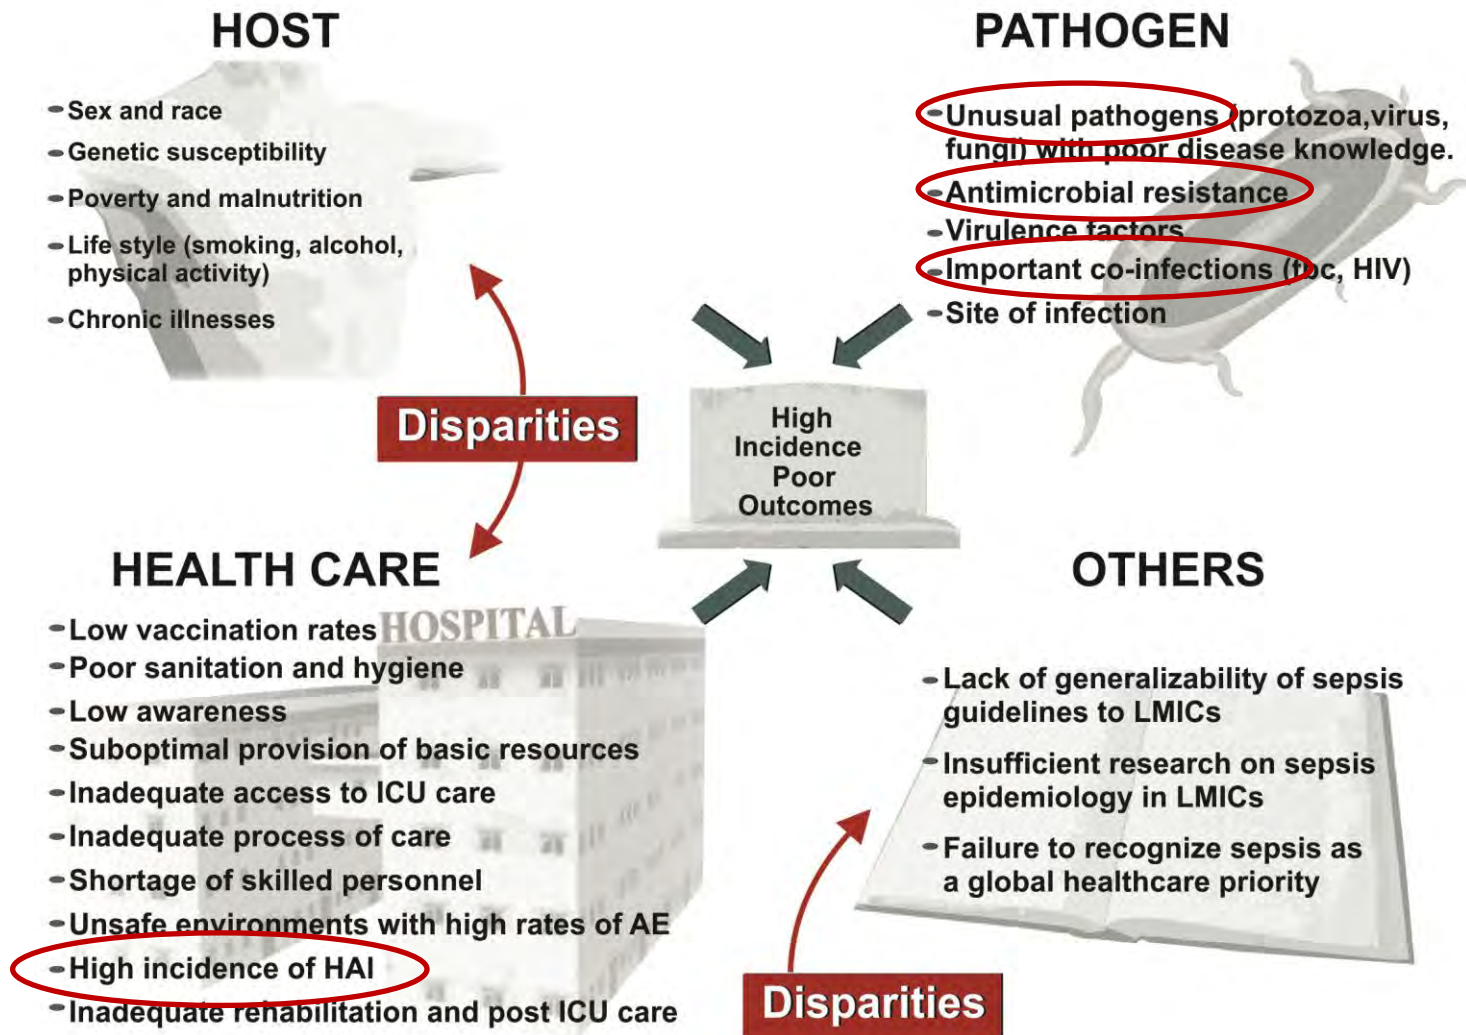 HOST
- Sex and race
- Genetic susceptibility
- Poverty and malnutrition
- Life style (smoking, alcohol,
physical activity)
- Chronic illnesses
PATHOGEN
- Unusual pathogens (protozoa,virus,
fungi) with poor disease knowledge.
- Antimicrobial resistance
- Virulence factors
- Important co-infections (tbc, HIV)
- Site of infection
Disparities
High
Incidence
Poor
Outcomes
HEALTH CARE
HOSPITAL
- Low vaccination rates
- Poor sanitation and hygiene
- Low awareness
- Suboptimal provision of basic resources
- Inadequate access to ICU care
- Inadequate process of care
- Shortage of skilled personnel
- Unsafe environments with high rates of AE
- High incidence of HAI
- Inadequate rehabilitation and post ICU care
OTHERS
- Lack of generalizability of sepsis
guidelines to LMICs
- Insufficient research on sepsis
epidemiology in LMICs
- Failure to recognize sepsis as
a global healthcare priority
Disparities